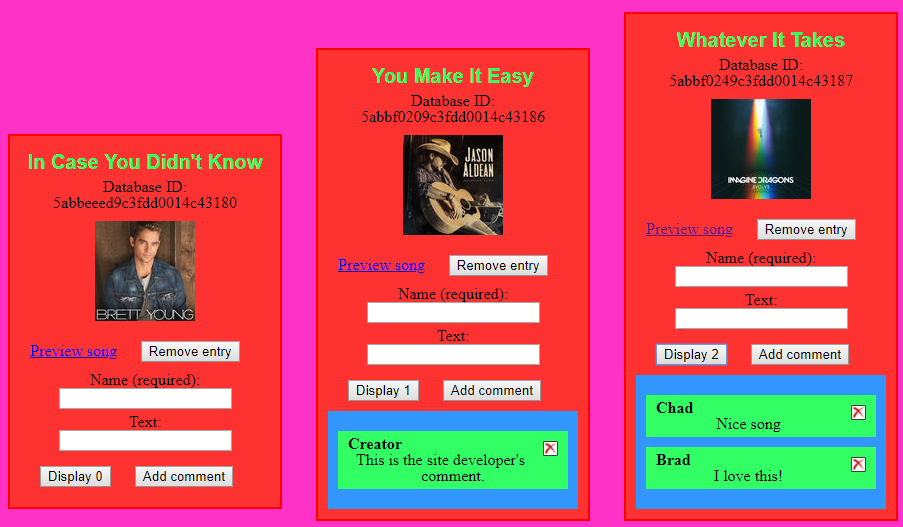 In Case You Didn't Know
Database ID:
5abbeeed9c3fdd0014c43180
BRETT YOUNG
Preview song
Remove entry
Name (required):
Text:
Display 0
Add comment
You Make It Easy
Database ID:
5abbf0209c3fdd0014c43186
JASON
ALDEAN
Preview song
Remove entry
Name (required):
Text:
Display 1
Add comment
Creator
This is the site developer's
comment.
Whatever It Takes
Database ID:
5abbf0249c3fdd0014c43187
IMAGINE DRAGONS
EVOLVE
Preview song
Remove entry
Name (required):
Text:
Display 2
Add comment
Chad
Nice song
Brad
I love this!